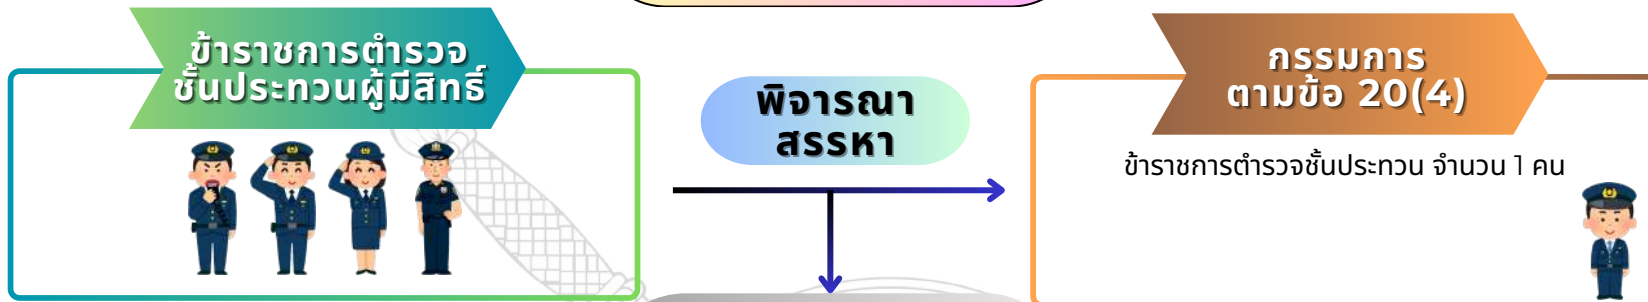 ข้าราชการตำรวจ
ชั้นประทวนผู้มีสิทธิ์
พิจารณา
สรรหา
กรรมการ
ตามข้อ 20(4)
ข้าราชการตำรวจชั้นประทวน จำนวน 1 คน